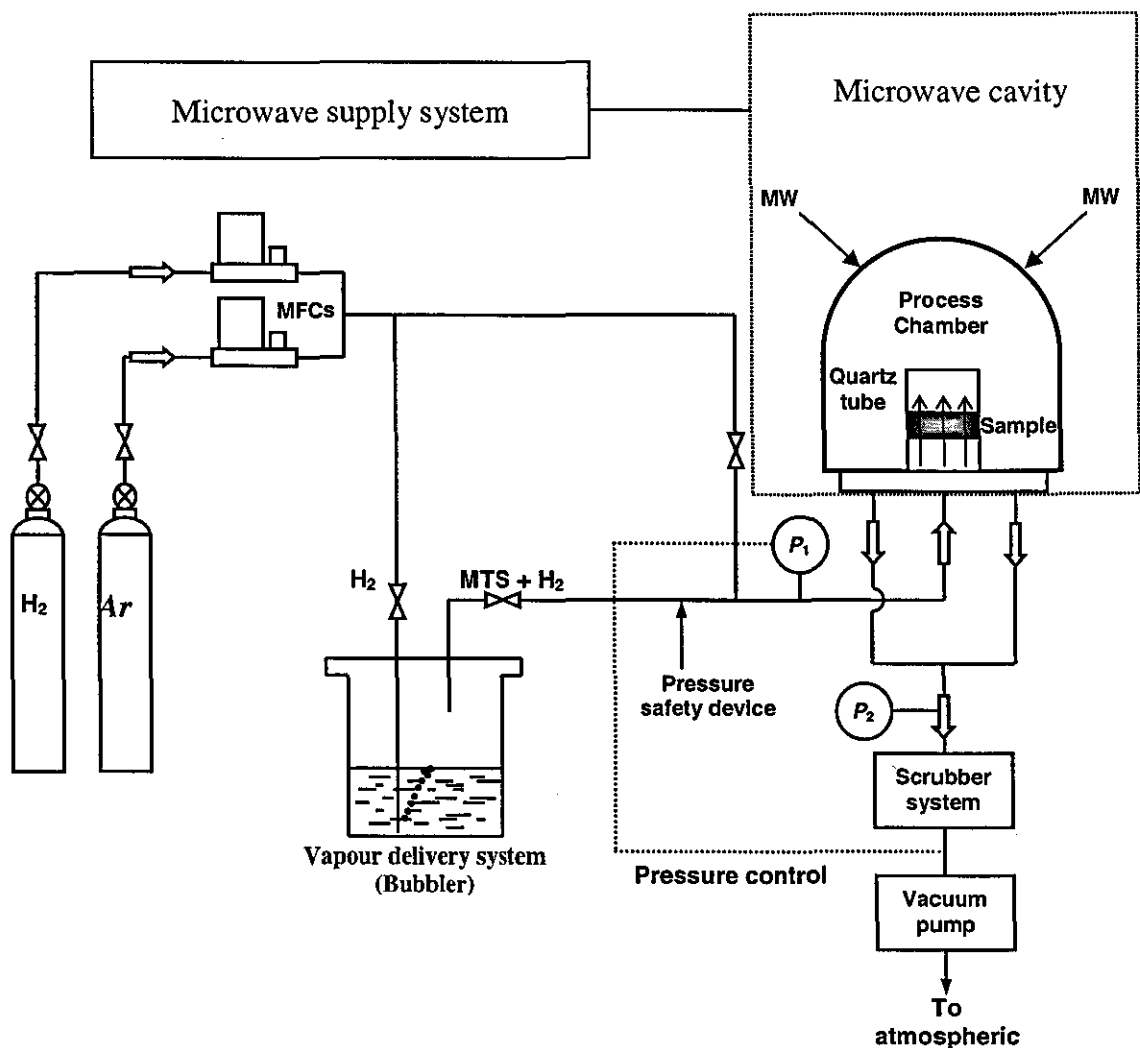 Microwave supply system
Microwave cavity
MW
MW
MFCs
Process
Chamber
Quartz
tube
Sample
H₂
Ar
H₂
MTS + H₂
P₁
Pressure
safety device
P₂
Scrubber
system
Vapour delivery system
(Bubbler)
Pressure control
Vacuum
pump
To
atmospheric